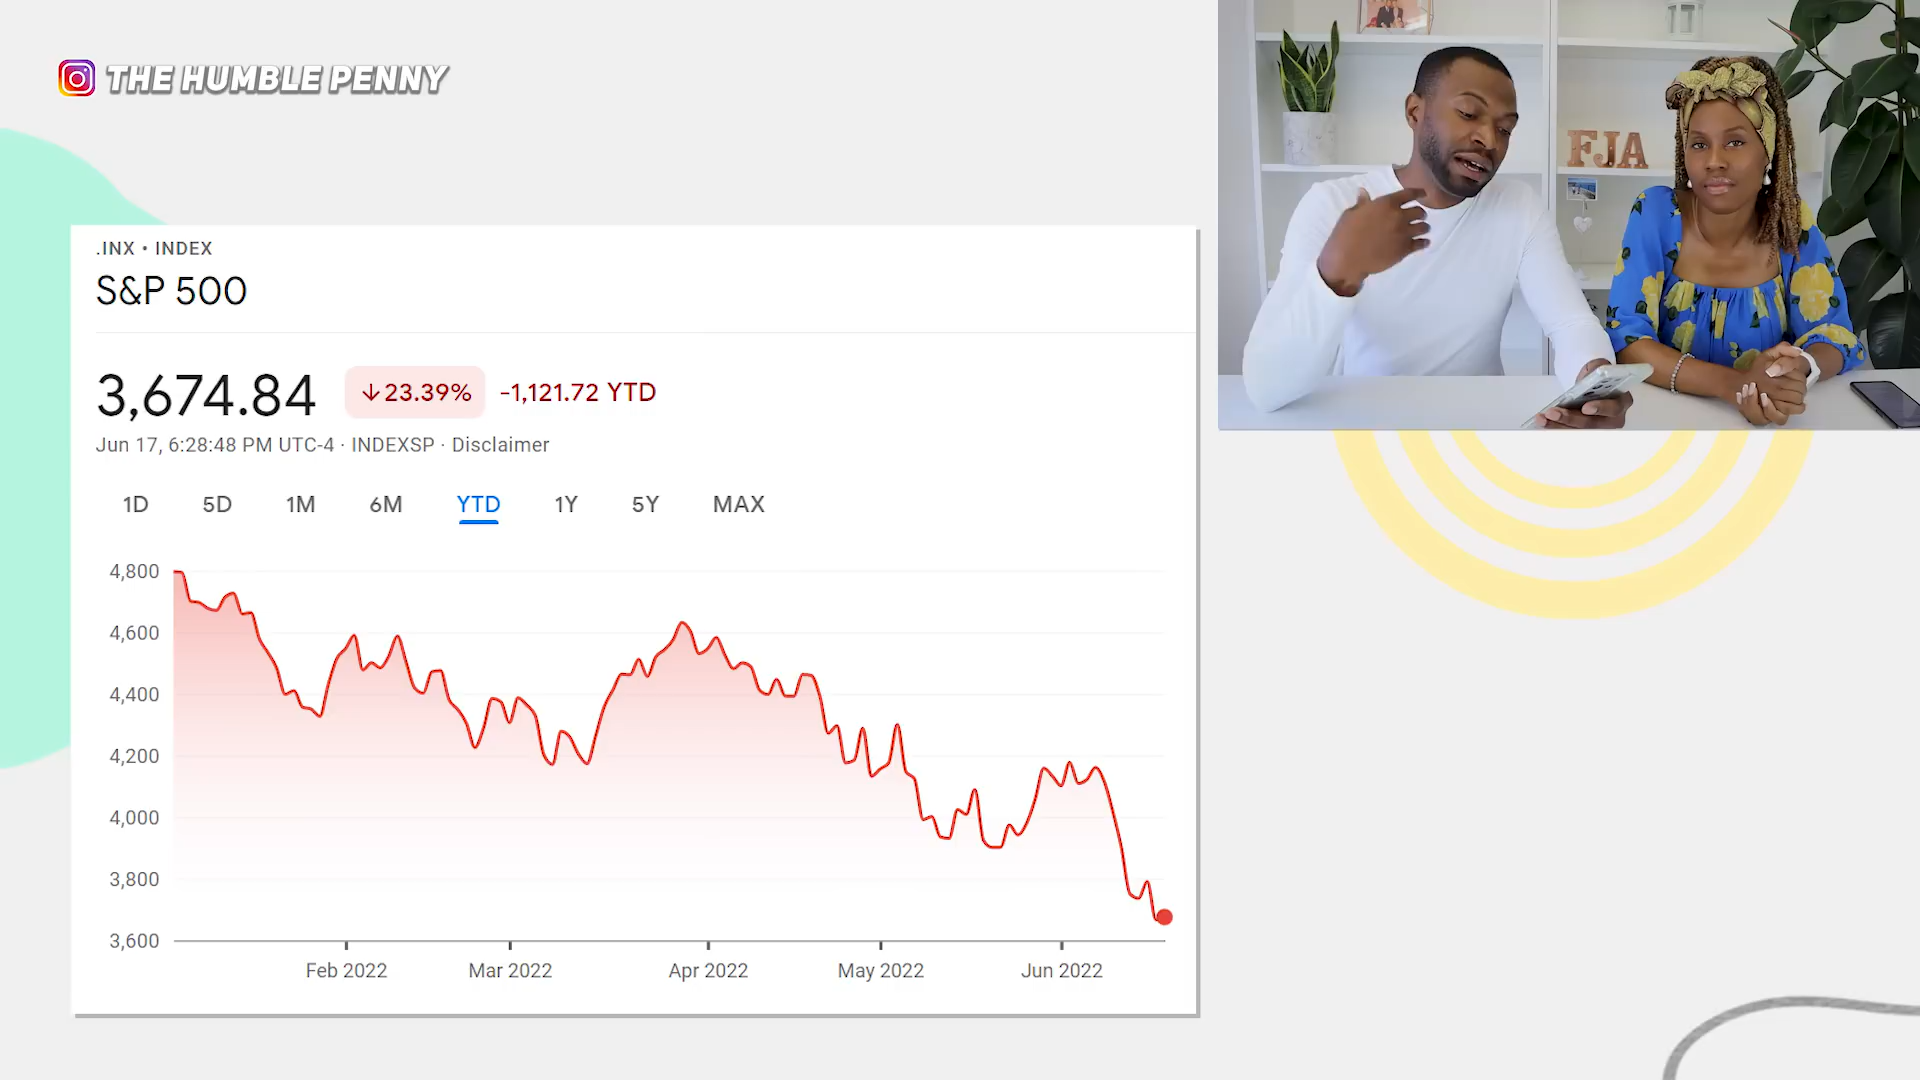 THE HUMBLE PENNY
FJA
.INX • INDEX
S&P 500
3,674.84 ↓23.39% -1,121.72 YTD
Jun 17, 6:28:48 PM UTC-4 · INDEXSP · Disclaimer
1D 5D 1M 6M YTD 1Y 5Y MAX
4,800
4,600
4,400
4,200
4,000
3,800
3,600
Feb 2022 Mar 2022 Apr 2022 May 2022 Jun 2022